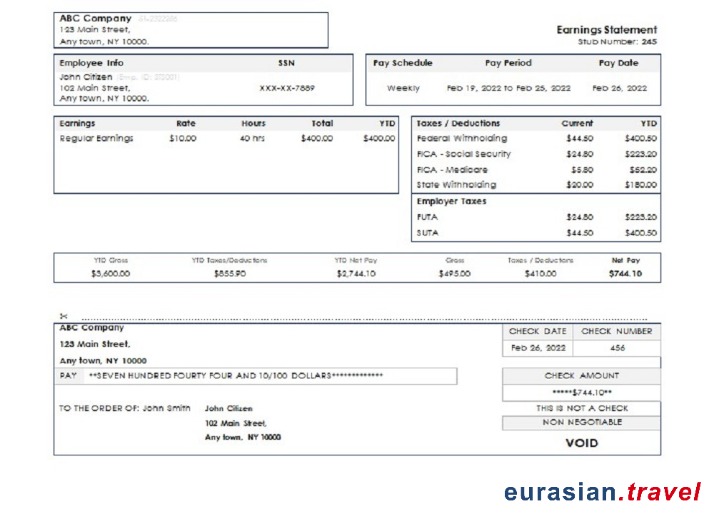 ABC Company
123 Main Street,
Any town, NY 10000.
Earnings Statement
Stub Number: 245
Employee Info SSN
John Citizen
102 Main Street, XXX-XX-7889
Any town, NY 10000.
Pay Schedule Pay Period Pay Date
Weekly Feb 19, 2022 to Feb 25, 2022 Feb 26, 2022
Earnings Rate Hours Total YTD
Regular Earnings $10.00 40 hrs $400.00 $400.00
Taxes / Deductions Current YTD
Federal Withholding $44.50 $400.50
FICA - Social Security $24.80 $223.20
FICA - Medicare $5.80 $52.20
State Withholding $20.00 $180.00
Employer Taxes
FUTA $24.80 $223.20
SUTA $44.50 $400.50
YTD Gross YTD Taxes/Deductions YTD Net Pay Gross Taxes / Deductions Net Pay
$3,600.00 $855.90 $2,744.10 $495.00 $410.00 $744.10
ABC Company
123 Main Street,
Any town, NY 10000
CHECK DATE CHECK NUMBER
Feb 26, 2022 456
PAY **SEVEN HUNDRED FOURTY FOUR AND 10/100 DOLLARS*************
CHECK AMOUNT
*****$744.10**
TO THE ORDER OF: John Smith John Citizen
102 Main Street,
Any town, NY 10000
THIS IS NOT A CHECK
NON NEGOTIABLE
VOID
eurasian.travel